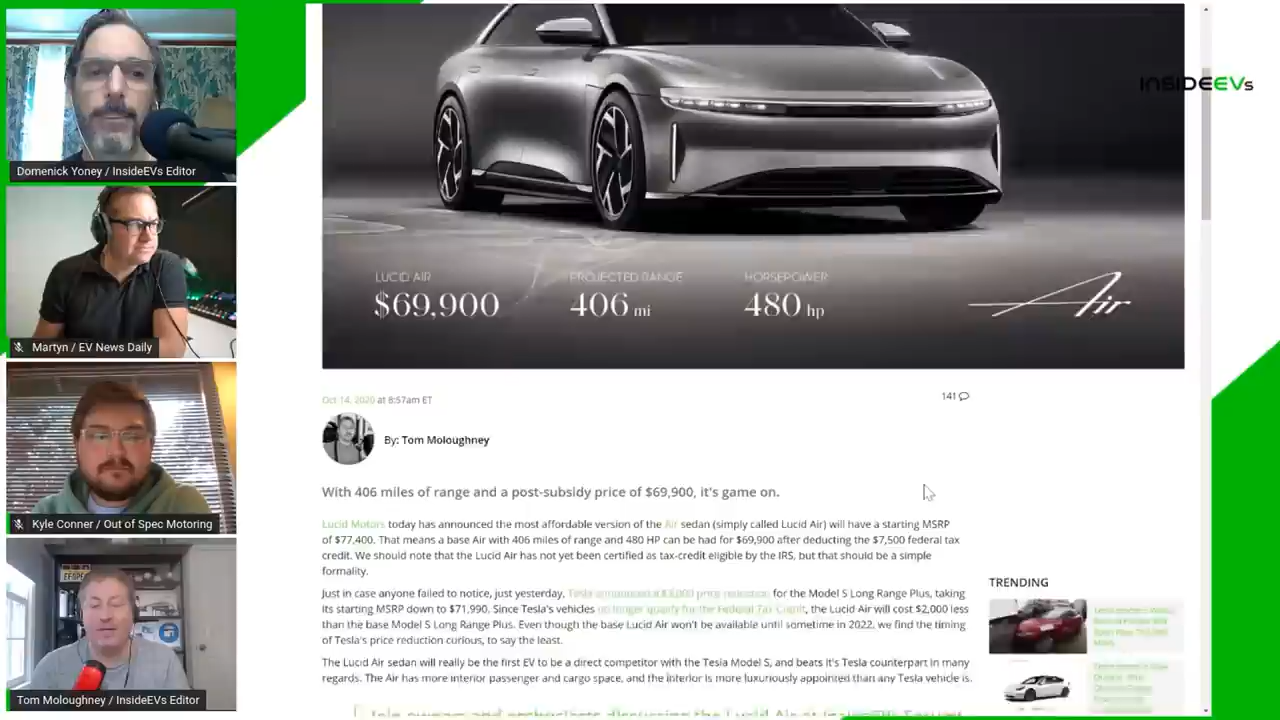 Domenick Yoney / InsideEVs Editor
Martyn / EV News Daily
Kyle Conner / Out of Spec Motoring
Tom Moloughney / InsideEVs Editor
INSIDEEVs
LUCID AIR
$69,900
PROJECTED RANGE
406 mi
HORSEPOWER
480 hp
Air
Oct 14, 2020 at 8:57am ET
141
By: Tom Moloughney
With 406 miles of range and a post-subsidy price of $69,900, it's game on.
Lucid Motors today has announced the most affordable version of the Air sedan (simply called Lucid Air) will have a starting MSRP
of $77,400. That means a base Air with 406 miles of range and 480 HP can be had for $69,900 after deducting the $7,500 federal tax
credit. We should note that the Lucid Air has not yet been certified as tax-credit eligible by the IRS, but that should be a simple
formality.
Just in case anyone failed to notice, just yesterday, Tesla announced a price reduction for the Model S Long Range Plus, taking
its starting MSRP down to $71,990. Since Tesla's vehicles no longer qualify for the Federal Tax Credit, the Lucid Air will cost $2,000 less
than the base Model S Long Range Plus. Even though the base Lucid Air won't be available until sometime in 2022, we find the timing
of Tesla's price reduction curious, to say the least.
The Lucid Air sedan will really be the first EV to be a direct competitor with the Tesla Model S, and beats it's Tesla counterpart in many
regards. The Air has more interior passenger and cargo space, and the interior is more luxuriously appointed than any Tesla vehicle is.
TRENDING